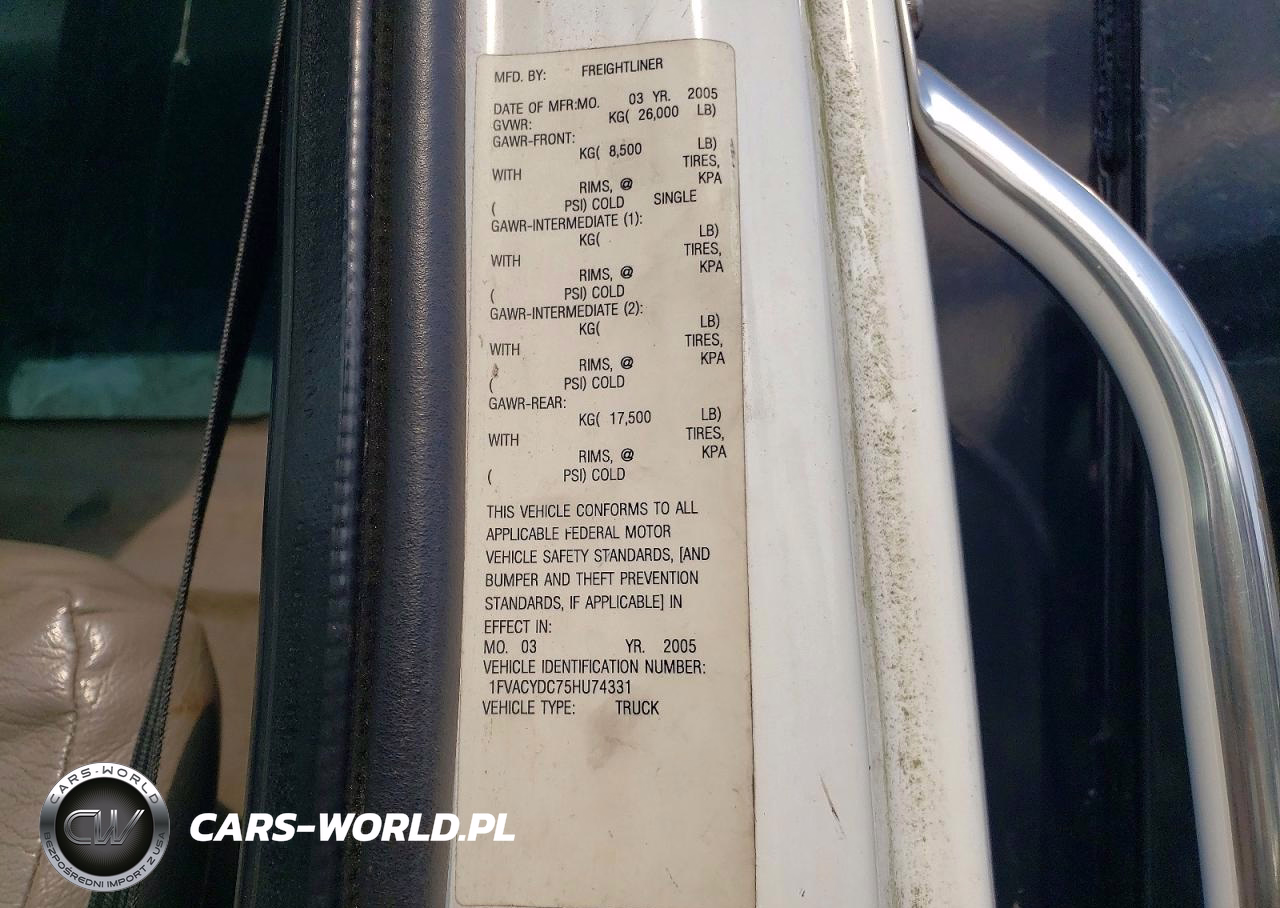 MFD. BY: FREIGHTLINER
DATE OF MFR:MO. 03 YR. 2005
GVWR: KG( 26,000 LB)
GAWR-FRONT:
KG( 8,500 LB)
WITH TIRES,
RIMS, @ KPA
( PSI) COLD SINGLE
GAWR-INTERMEDIATE (1):
KG( LB)
WITH TIRES,
RIMS, @ KPA
( PSI) COLD
GAWR-INTERMEDIATE (2):
KG( LB)
WITH TIRES,
RIMS, @ KPA
( PSI) COLD
GAWR-REAR:
KG( 17,500 LB)
WITH TIRES,
RIMS, @ KPA
( PSI) COLD
THIS VEHICLE CONFORMS TO ALL
APPLICABLE FEDERAL MOTOR
VEHICLE SAFETY STANDARDS, [AND
BUMPER AND THEFT PREVENTION
STANDARDS, IF APPLICABLE] IN
EFFECT IN:
MO. 03 YR. 2005
VEHICLE IDENTIFICATION NUMBER:
1FVACYDC75HU74331
VEHICLE TYPE: TRUCK
CARS-WORLD
CW
BEZPOŚREDNI IMPORT Z USA
CARS-WORLD.PL